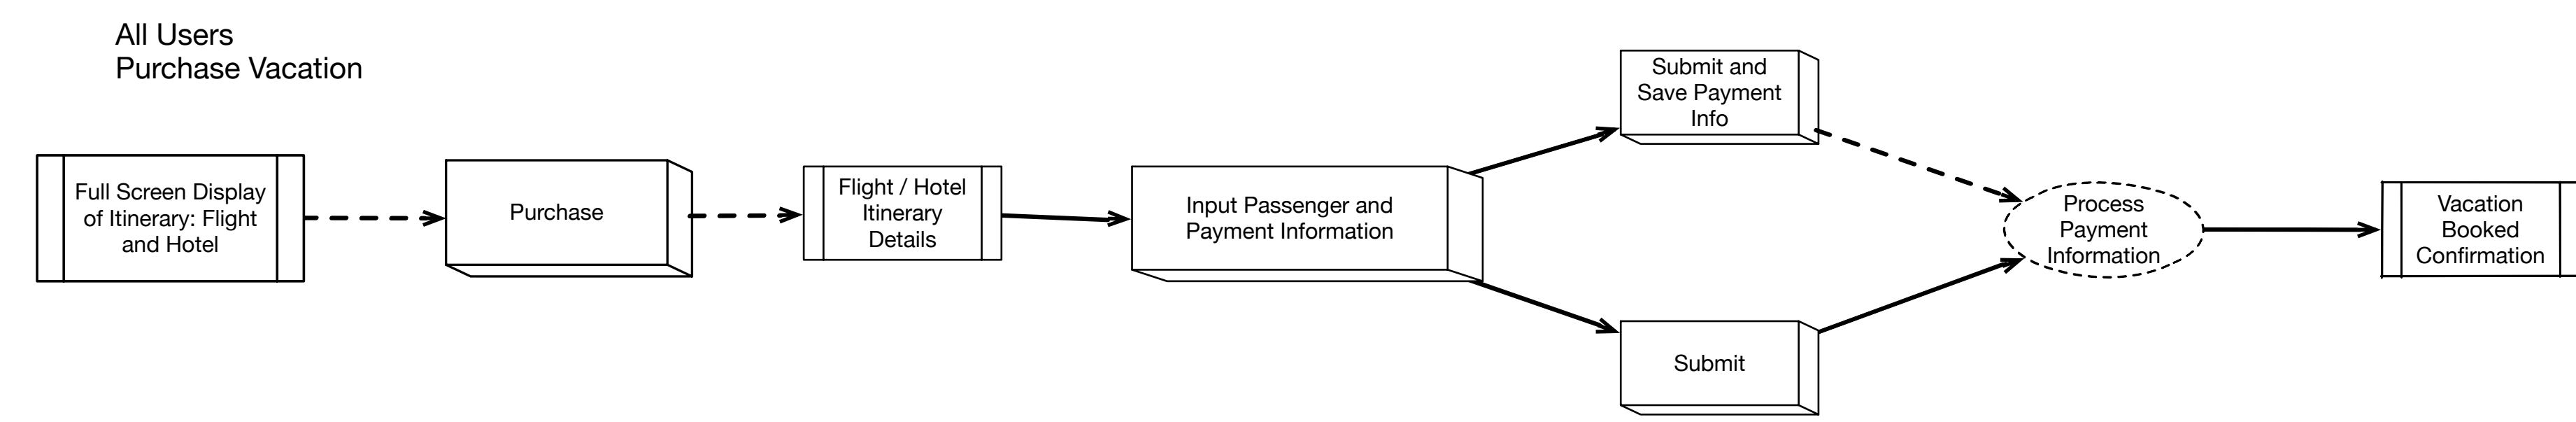 All Users
Purchase Vacation
Full Screen Display
of Itinerary: Flight
and Hotel
Purchase
Flight / Hotel
Itinerary
Details
Input Passenger and
Payment Information
Submit and
Save Payment
Info
Submit
Process
Payment
Information
Vacation
Booked
Confirmation